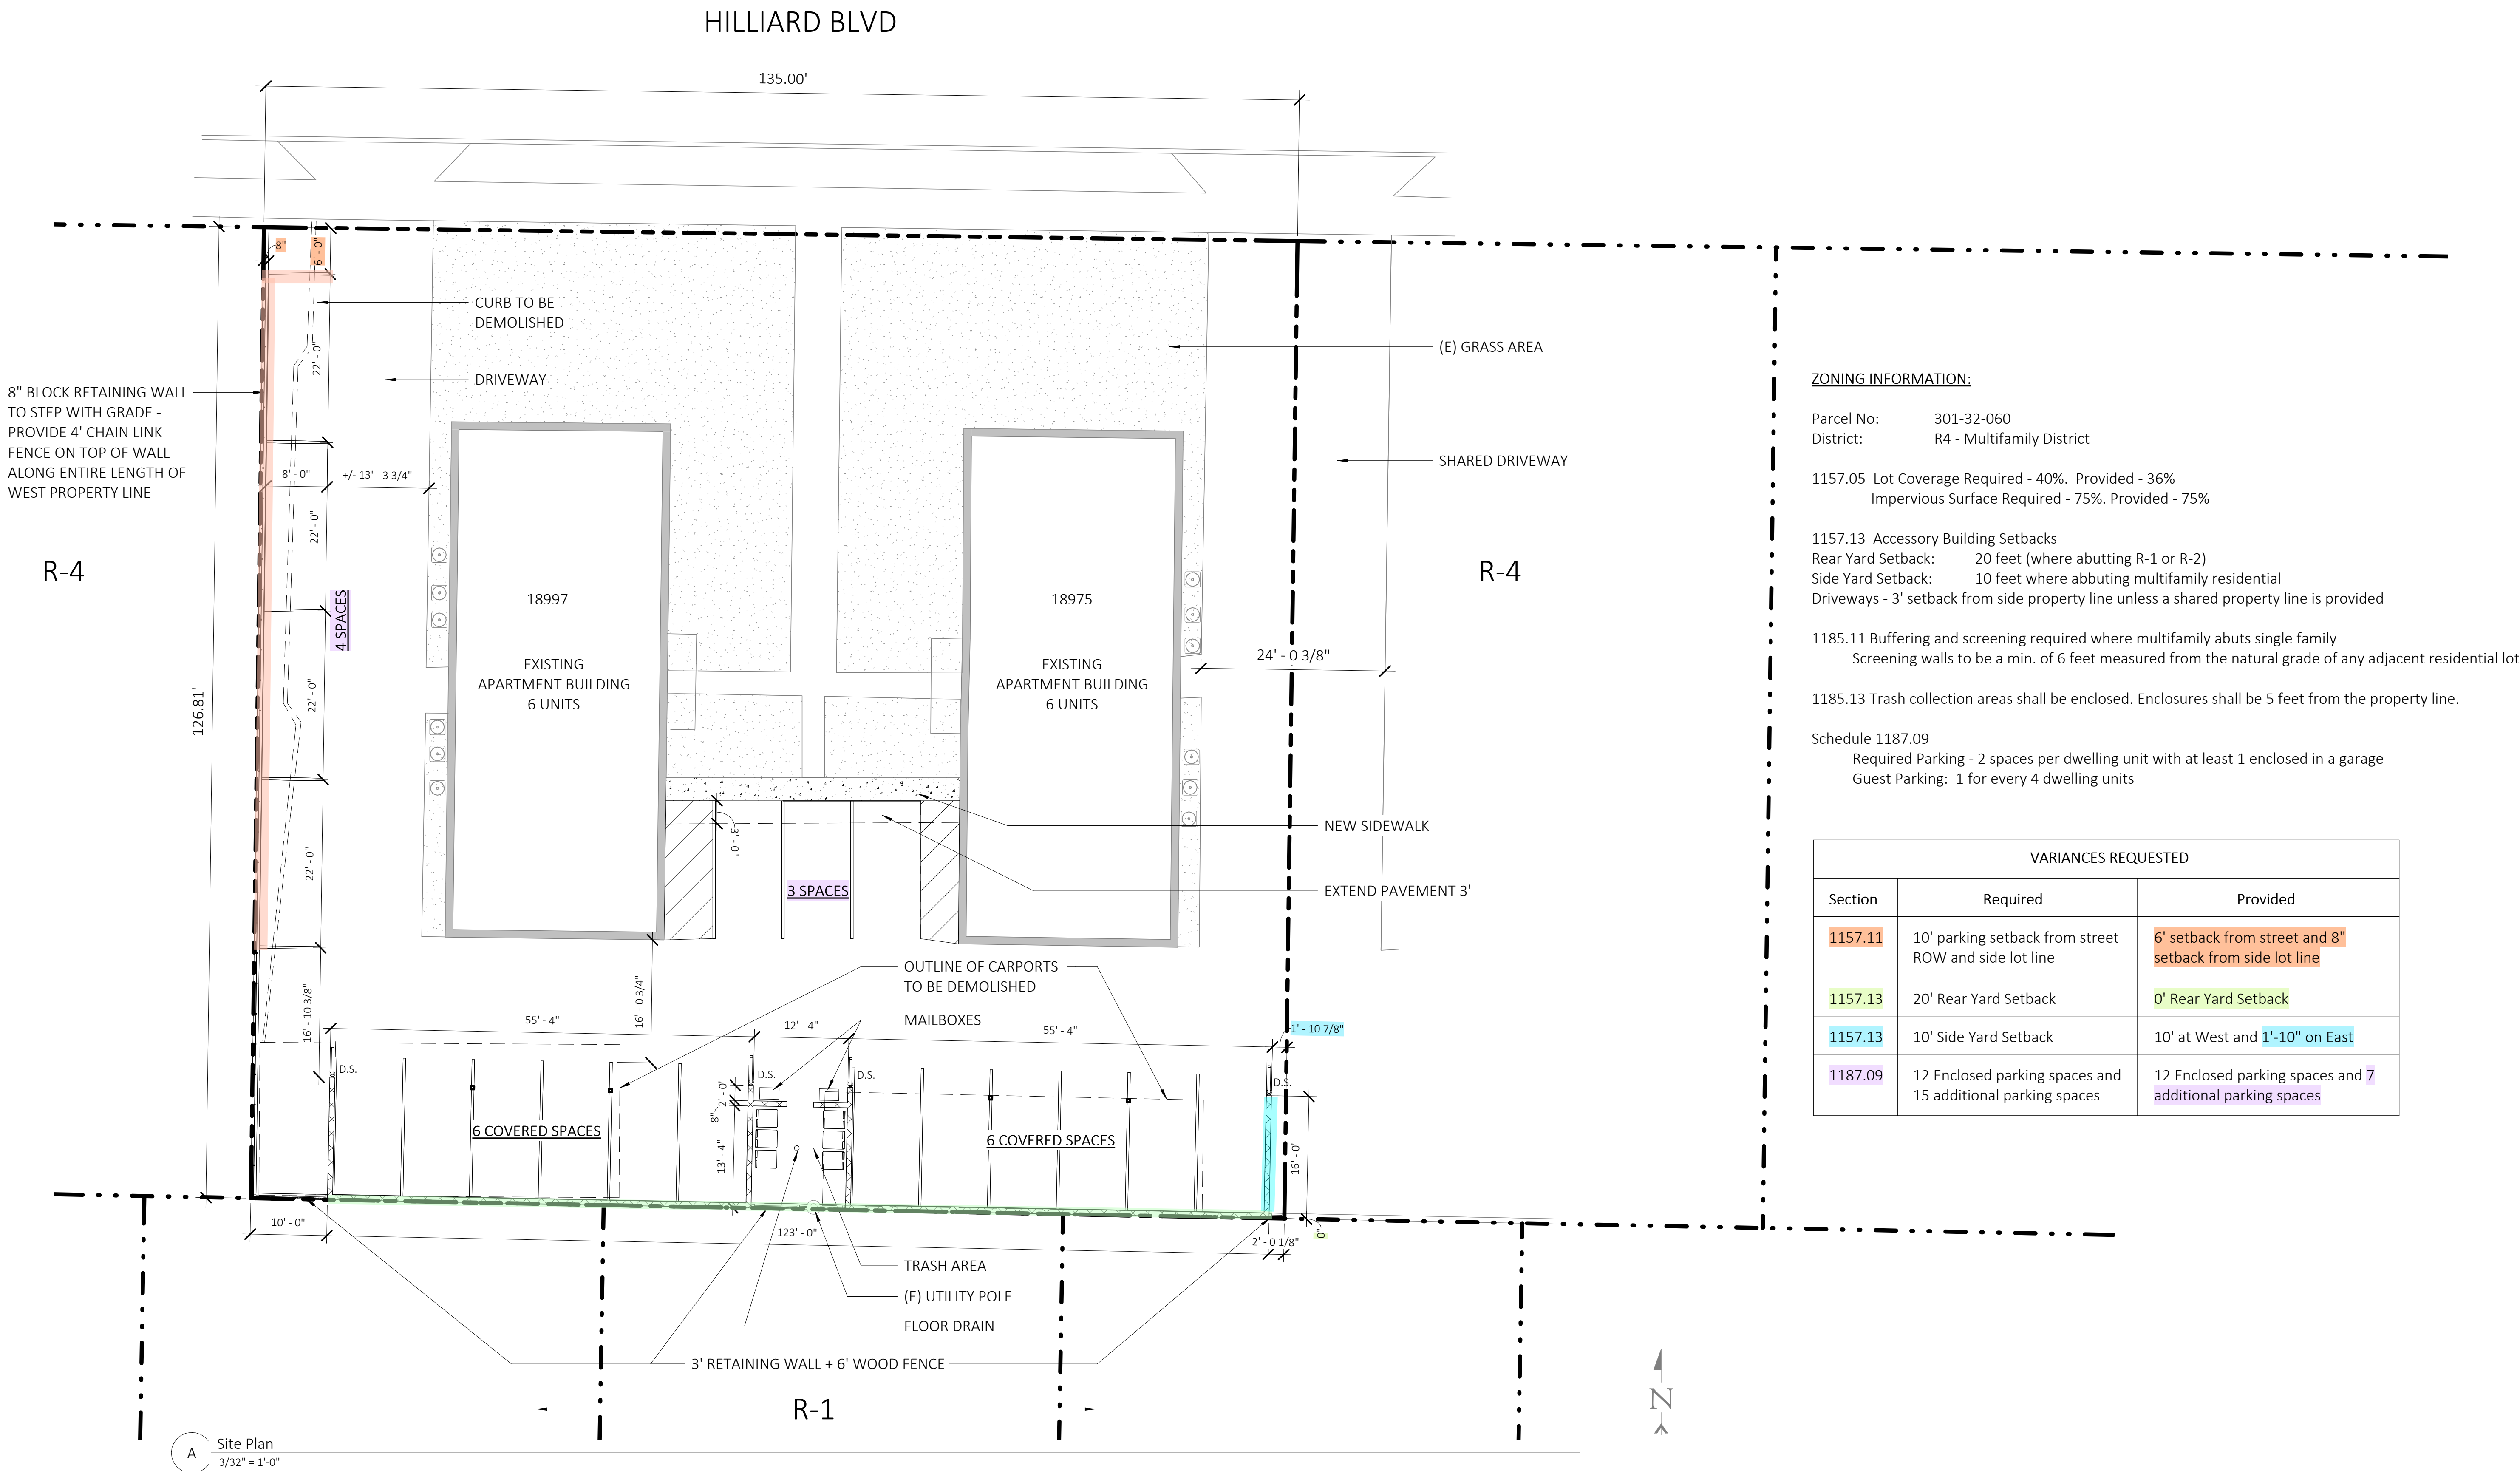 HILLIARD BLVD
135.00'
8"
6' - 0"
CURB TO BE
DEMOLISHED
22' - 0"
(E) GRASS AREA
DRIVEWAY
8" BLOCK RETAINING WALL
TO STEP WITH GRADE -
PROVIDE 4' CHAIN LINK
FENCE ON TOP OF WALL
ALONG ENTIRE LENGTH OF
WEST PROPERTY LINE
SHARED DRIVEWAY
8' - 0"
+/- 13' - 3 3/4"
22' - 0"
R-4
R-4
4 SPACES
18997
18975
EXISTING
APARTMENT BUILDING
6 UNITS
EXISTING
APARTMENT BUILDING
6 UNITS
24' - 0 3/8"
22' - 0"
126.81'
3' - 0"
NEW SIDEWALK
22' - 0"
3 SPACES
EXTEND PAVEMENT 3'
OUTLINE OF CARPORTS
TO BE DEMOLISHED
16' - 10 3/8"
16' - 0 3/4"
55' - 4"
12' - 4"
MAILBOXES
55' - 4"
1' - 10 7/8"
D.S.
D.S.
D.S.
D.S.
2' - 0"
8"
13' - 4"
6 COVERED SPACES
6 COVERED SPACES
16' - 0"
10' - 0"
123' - 0"
2' - 0 1/8"
0"
TRASH AREA
(E) UTILITY POLE
FLOOR DRAIN
3' RETAINING WALL + 6' WOOD FENCE
R-1
N
A
Site Plan
3/32" = 1'-0"
ZONING INFORMATION:
Parcel No: 301-32-060
District: R4 - Multifamily District
1157.05 Lot Coverage Required - 40%. Provided - 36%
Impervious Surface Required - 75%. Provided - 75%
1157.13 Accessory Building Setbacks
Rear Yard Setback: 20 feet (where abutting R-1 or R-2)
Side Yard Setback: 10 feet where abbuting multifamily residential
Driveways - 3' setback from side property line unless a shared property line is provided
1185.11 Buffering and screening required where multifamily abuts single family
Screening walls to be a min. of 6 feet measured from the natural grade of any adjacent residential lot
1185.13 Trash collection areas shall be enclosed. Enclosures shall be 5 feet from the property line.
Schedule 1187.09
Required Parking - 2 spaces per dwelling unit with at least 1 enclosed in a garage
Guest Parking: 1 for every 4 dwelling units
VARIANCES REQUESTED
Section Required Provided
1157.11 10' parking setback from street 6' setback from street and 8"
ROW and side lot line setback from side lot line
1157.13 20' Rear Yard Setback 0' Rear Yard Setback
1157.13 10' Side Yard Setback 10' at West and 1'-10" on East
1187.09 12 Enclosed parking spaces and 12 Enclosed parking spaces and 7
15 additional parking spaces additional parking spaces